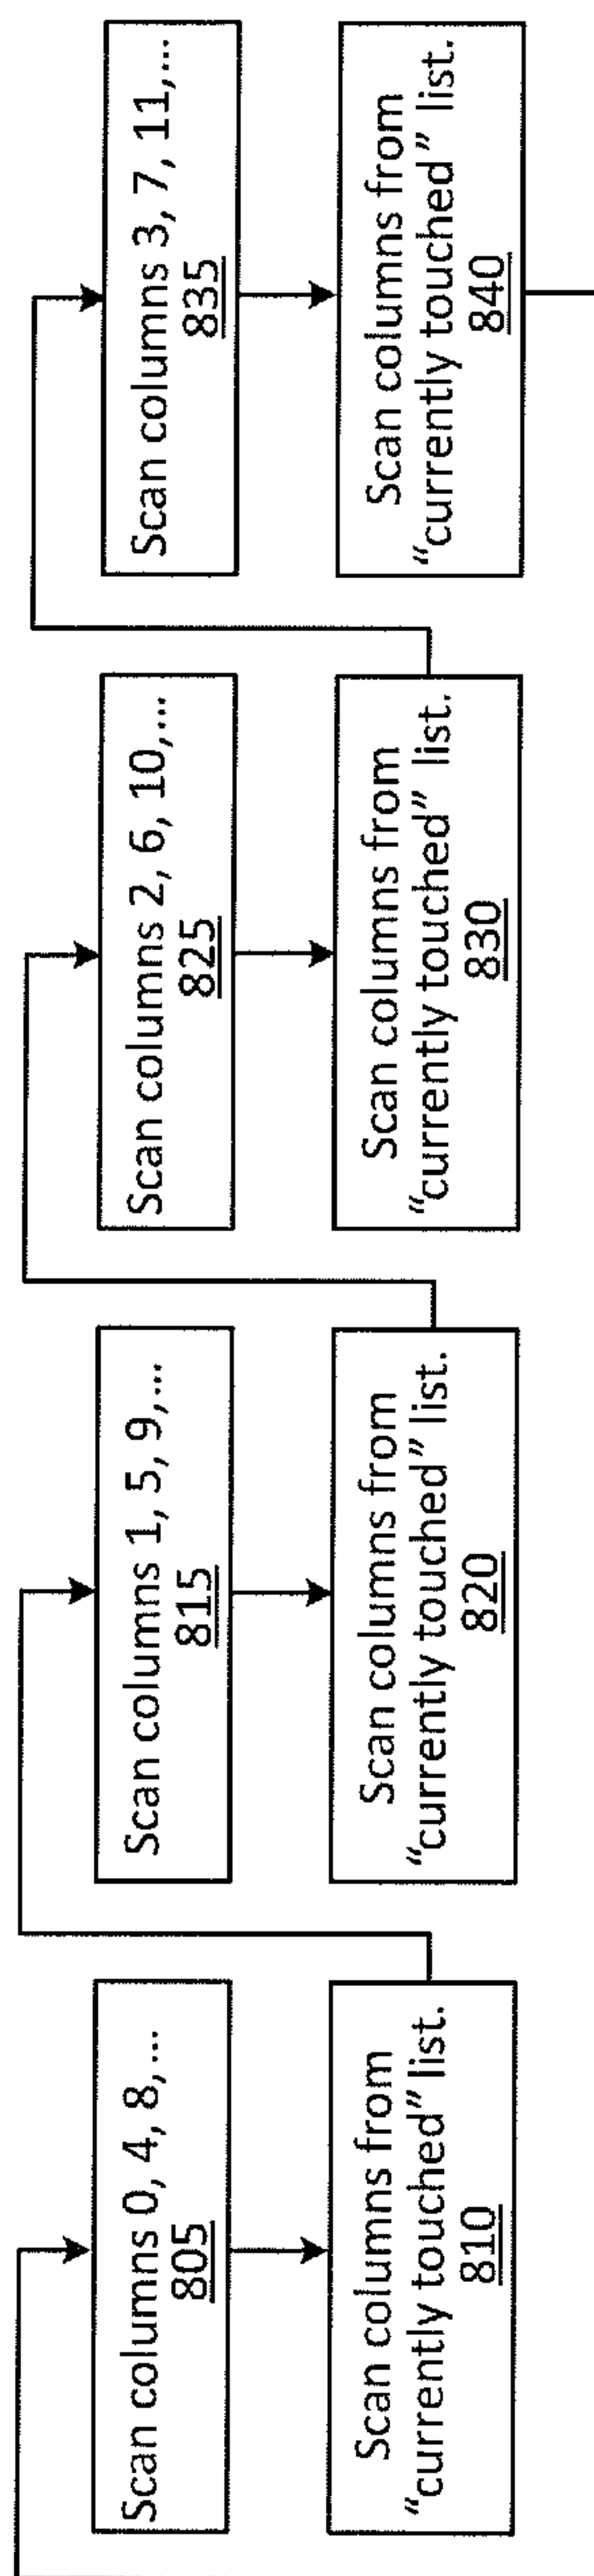 Scan columns 0, 4, 8,...
805
Scan columns from
“currently touched” list.
810
Scan columns 1, 5, 9,...
815
Scan columns from
“currently touched” list.
820
Scan columns 2, 6, 10,...
825
Scan columns from
“currently touched” list.
830
Scan columns 3, 7, 11,...
835
Scan columns from
“currently touched” list.
840